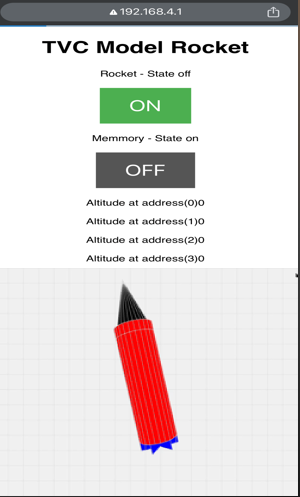 192.168.4.1
TVC Model Rocket
Rocket - State off
ON
Memmory - State on
OFF
Altitude at address(0)0
Altitude at address(1)0
Altitude at address(2)0
Altitude at address(3)0